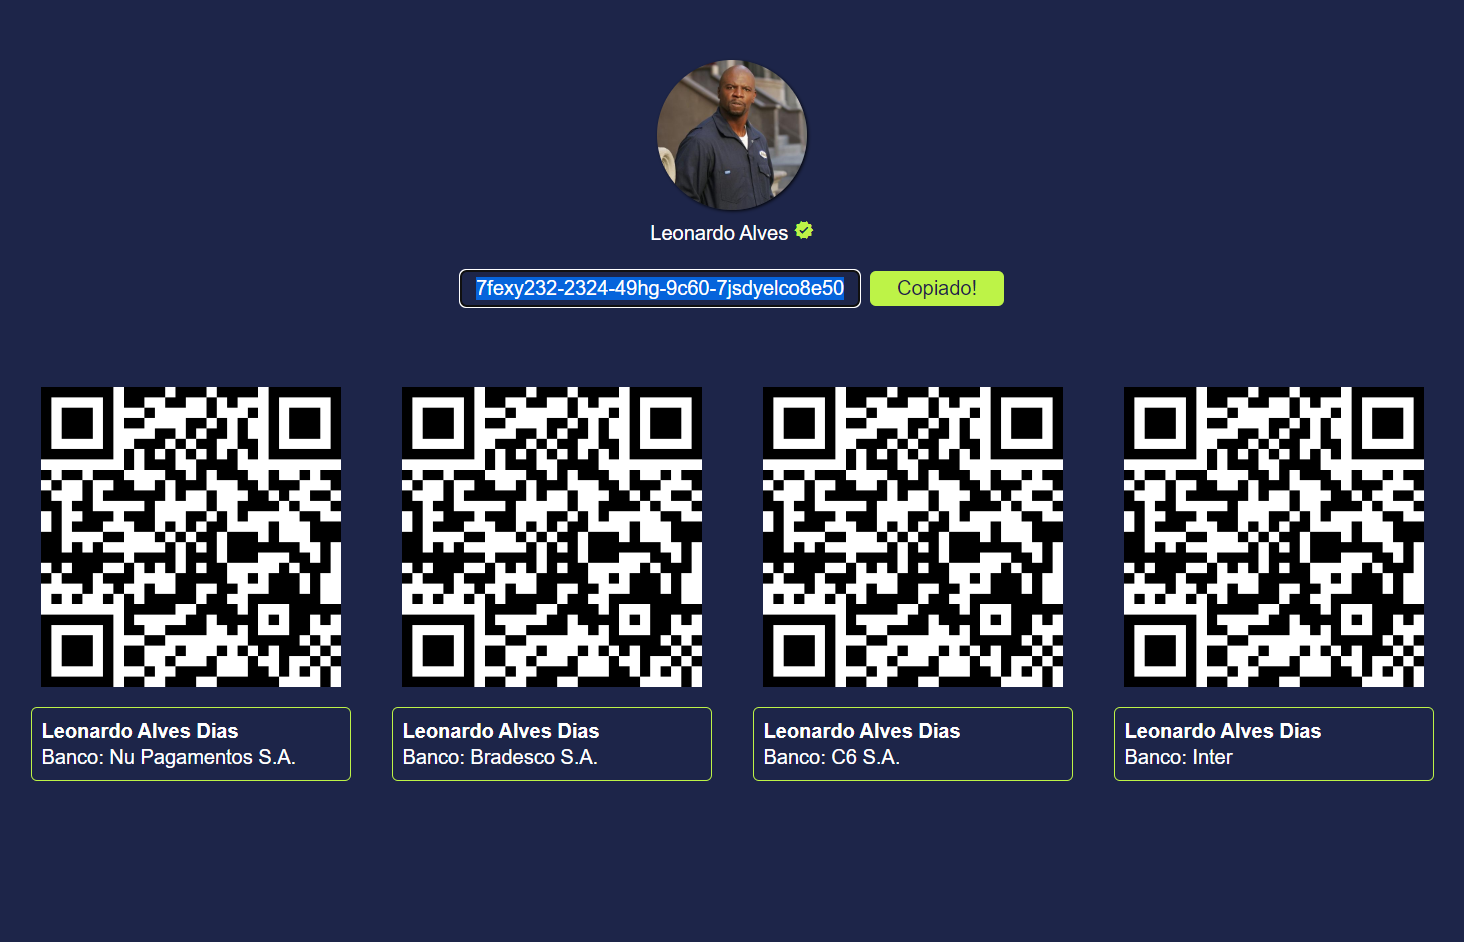 Leonardo Alves
7fexy232-2324-49hg-9c60-7jsdyelco8e50
Copiado!
Leonardo Alves Dias
Banco: Nu Pagamentos S.A.
Leonardo Alves Dias
Banco: Bradesco S.A.
Leonardo Alves Dias
Banco: C6 S.A.
Leonardo Alves Dias
Banco: Inter